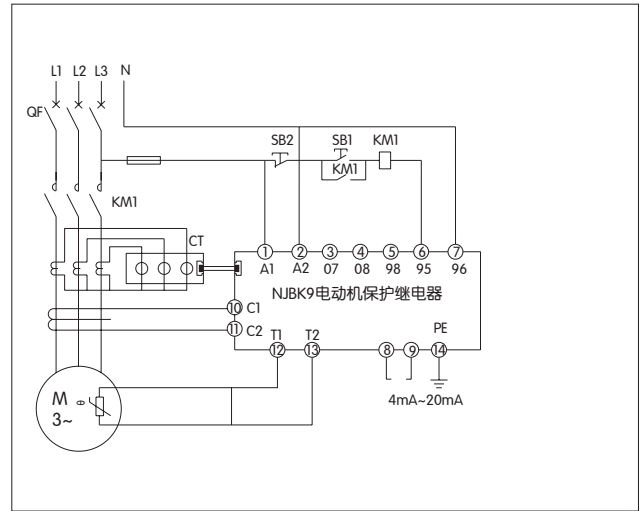 L1 L2 L3 N
QF
SB2 SB1 KM1
KM1
KM1
CT
1 2 3 4 5 6 7
A1 A2 07 08 98 95 96
NJBK9电动机保护继电器
10 C1
11 C2
T1 T2 PE
12 13 8 9 14
4mA~20mA
M θ
3~